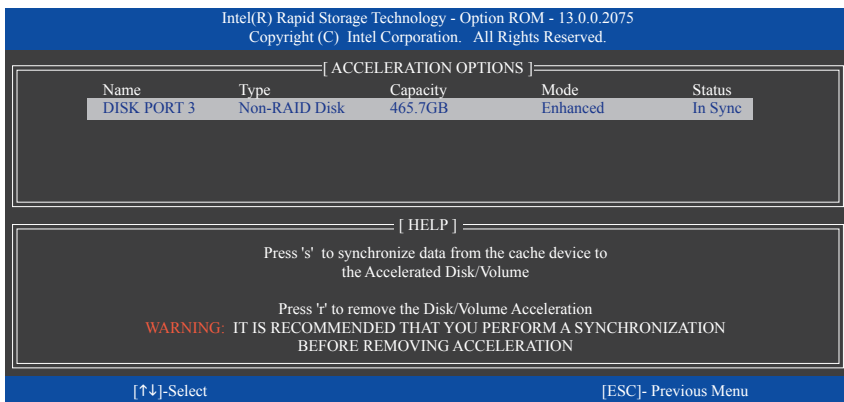 Intel(R) Rapid Storage Technology - Option ROM - 13.0.0.2075
Copyright (C) Intel Corporation. All Rights Reserved.
[ ACCELERATION OPTIONS ]
Name Type Capacity Mode Status
DISK PORT 3 Non-RAID Disk 465.7GB Enhanced In Sync
[ HELP ]
Press 's' to synchronize data from the cache device to
the Accelerated Disk/Volume
Press 'r' to remove the Disk/Volume Acceleration
WARNING: IT IS RECOMMENDED THAT YOU PERFORM A SYNCHRONIZATION
BEFORE REMOVING ACCELERATION
[↑↓]-Select [ESC]- Previous Menu